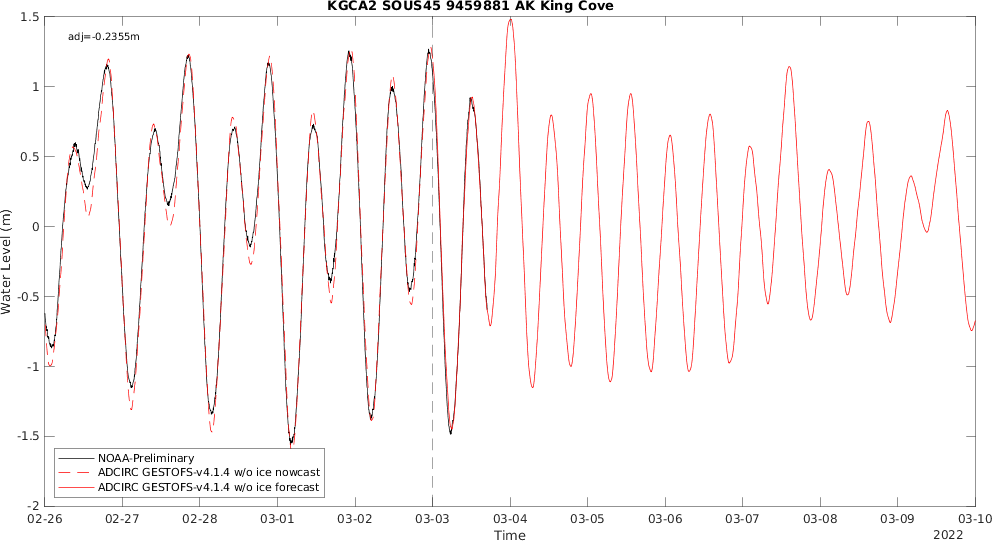 KGCA2 SOUS45 9459881 AK King Cove
adj=-0.2355m
1.5
1
0.5
0
-0.5
-1
-1.5
-2
Water Level (m)
NOAA-Preliminary
ADCIRC GESTOFS-v4.1.4 w/o ice nowcast
ADCIRC GESTOFS-v4.1.4 w/o ice forecast
02-26 02-27 02-28 03-01 03-02 03-03 03-04 03-05 03-06 03-07 03-08 03-09 03-10
Time
2022